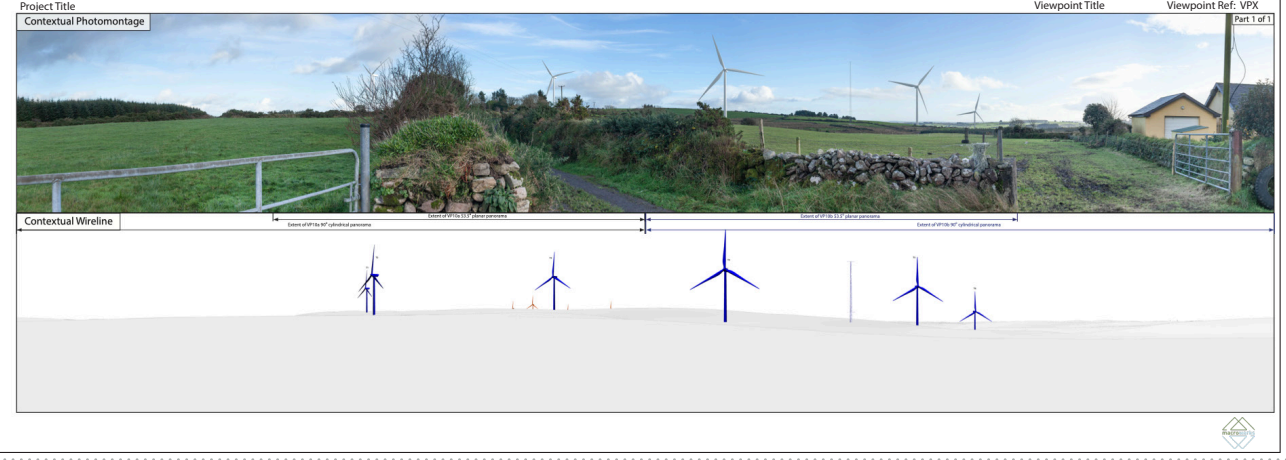 Project Title
Viewpoint Title
Viewpoint Ref: VPX
Contextual Photomontage
Part 1 of 1
Contextual Wireline
Extent of VP10a 53.5° planar panorama
Extent of VP10b 53.5° planar panorama
Extent of VP10a 90° cylindrical panorama
Extent of VP10b 90° cylindrical panorama
macroworks